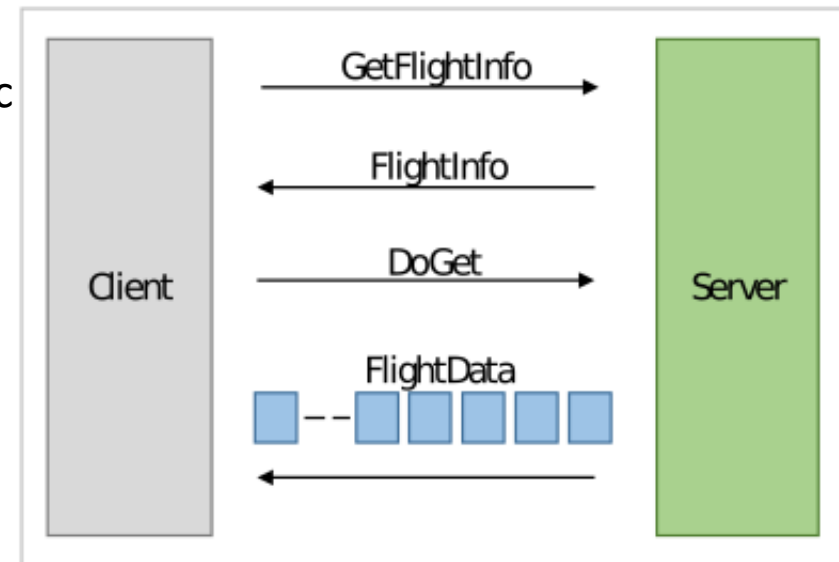 c
GetFlightInfo
FlightInfo
Client
DoGet
Server
FlightData